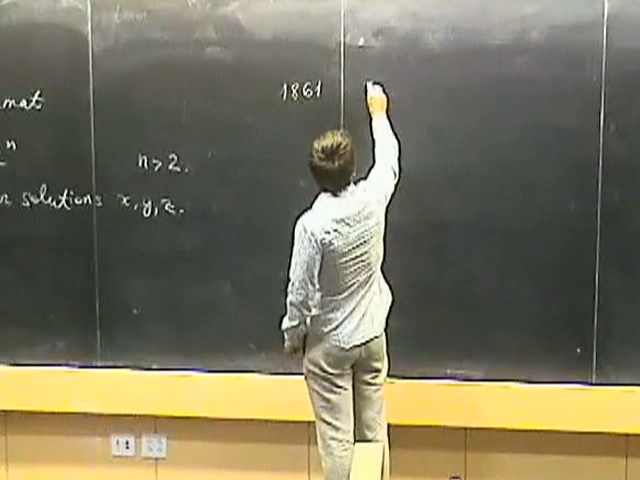 mat
n
n > 2.
solutions x, y, z.
1861